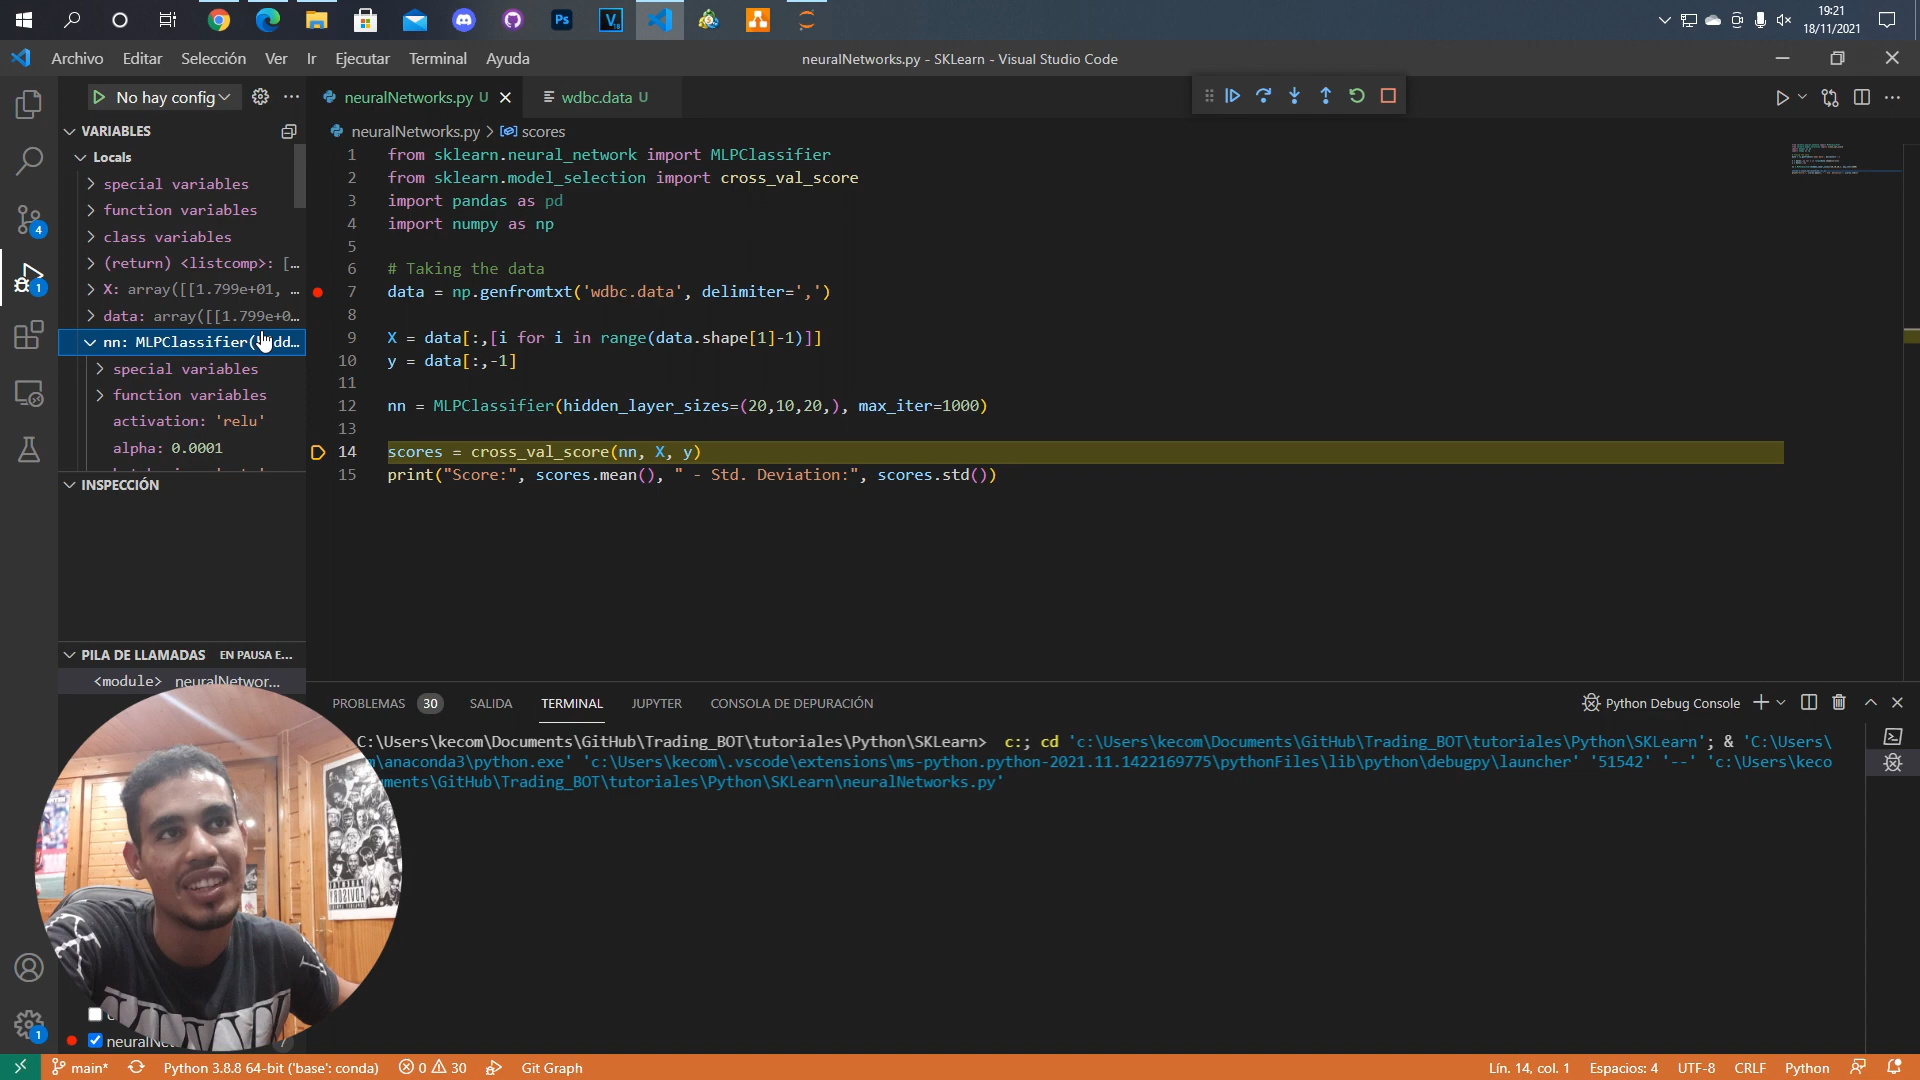 19:21
18/11/2021
Archivo Editar Selección Ver Ir Ejecutar Terminal Ayuda
neuralNetworks.py - SKLearn - Visual Studio Code
No hay config
neuralNetworks.py U
wdbc.data U
VARIABLES
neuralNetworks.py > scores
Locals
special variables
function variables
class variables
(return) <listcomp>: [...
X: array([[1.799e+01, ...
data: array([[1.799e+0...
nn: MLPClassifier(hidd...
special variables
function variables
activation: 'relu'
alpha: 0.0001
INSPECCIÓN
PILA DE LLAMADAS EN PAUSA E...
<module> neuralNetwor...
4
1
1
1 from sklearn.neural_network import MLPClassifier
2 from sklearn.model_selection import cross_val_score
3 import pandas as pd
4 import numpy as np
5
6 # Taking the data
7 data = np.genfromtxt('wdbc.data', delimiter=',')
8
9 X = data[:,[i for i in range(data.shape[1]-1)]]
10 y = data[:,-1]
11
12 nn = MLPClassifier(hidden_layer_sizes=(20,10,20,), max_iter=1000)
13
14 scores = cross_val_score(nn, X, y)
15 print("Score:", scores.mean(), " - Std. Deviation:", scores.std())
PROBLEMAS 30 SALIDA TERMINAL JUPYTER CONSOLA DE DEPURACIÓN
Python Debug Console
C:\Users\kecom\Documents\GitHub\Trading_BOT\tutoriales\Python\SKLearn> c:; cd 'c:\Users\kecom\Documents\GitHub\Trading_BOT\tutoriales\Python\SKLearn'; & 'C:\Users\
m\anaconda3\python.exe' 'c:\Users\kecom\.vscode\extensions\ms-python.python-2021.11.1422169775\pythonFiles\lib\python\debugpy\launcher' '51542' '--' 'c:\Users\keco
ments\GitHub\Trading_BOT\tutoriales\Python\SKLearn\neuralNetworks.py'
neuralNe
main* Python 3.8.8 64-bit ('base': conda) 0 30 Git Graph
Lín. 14, col. 1 Espacios: 4 UTF-8 CRLF Python